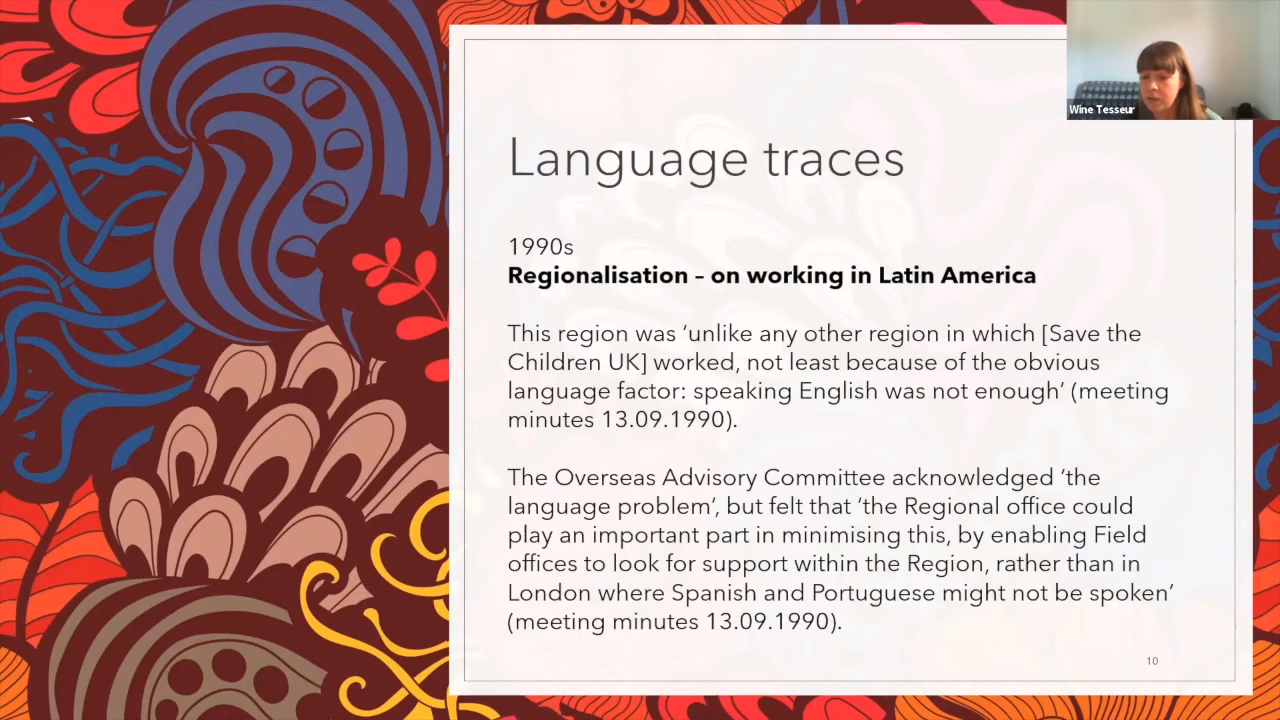 Wine Tesseur
Language traces
1990s
Regionalisation – on working in Latin America
This region was ‘unlike any other region in which [Save the
Children UK] worked, not least because of the obvious
language factor: speaking English was not enough’ (meeting
minutes 13.09.1990).
The Overseas Advisory Committee acknowledged ‘the
language problem’, but felt that ‘the Regional office could
play an important part in minimising this, by enabling Field
offices to look for support within the Region, rather than in
London where Spanish and Portuguese might not be spoken’
(meeting minutes 13.09.1990).
10